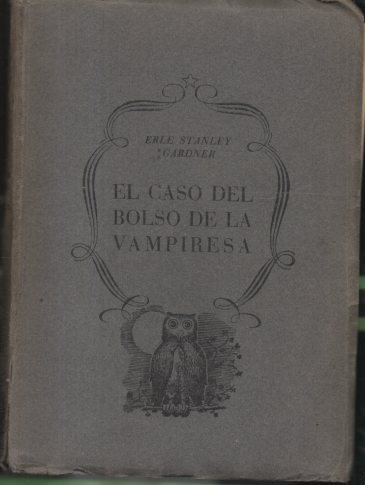 ERLE STANLEY
GARDNER
EL CASO DEL
BOLSO DE LA
VAMPIRESA